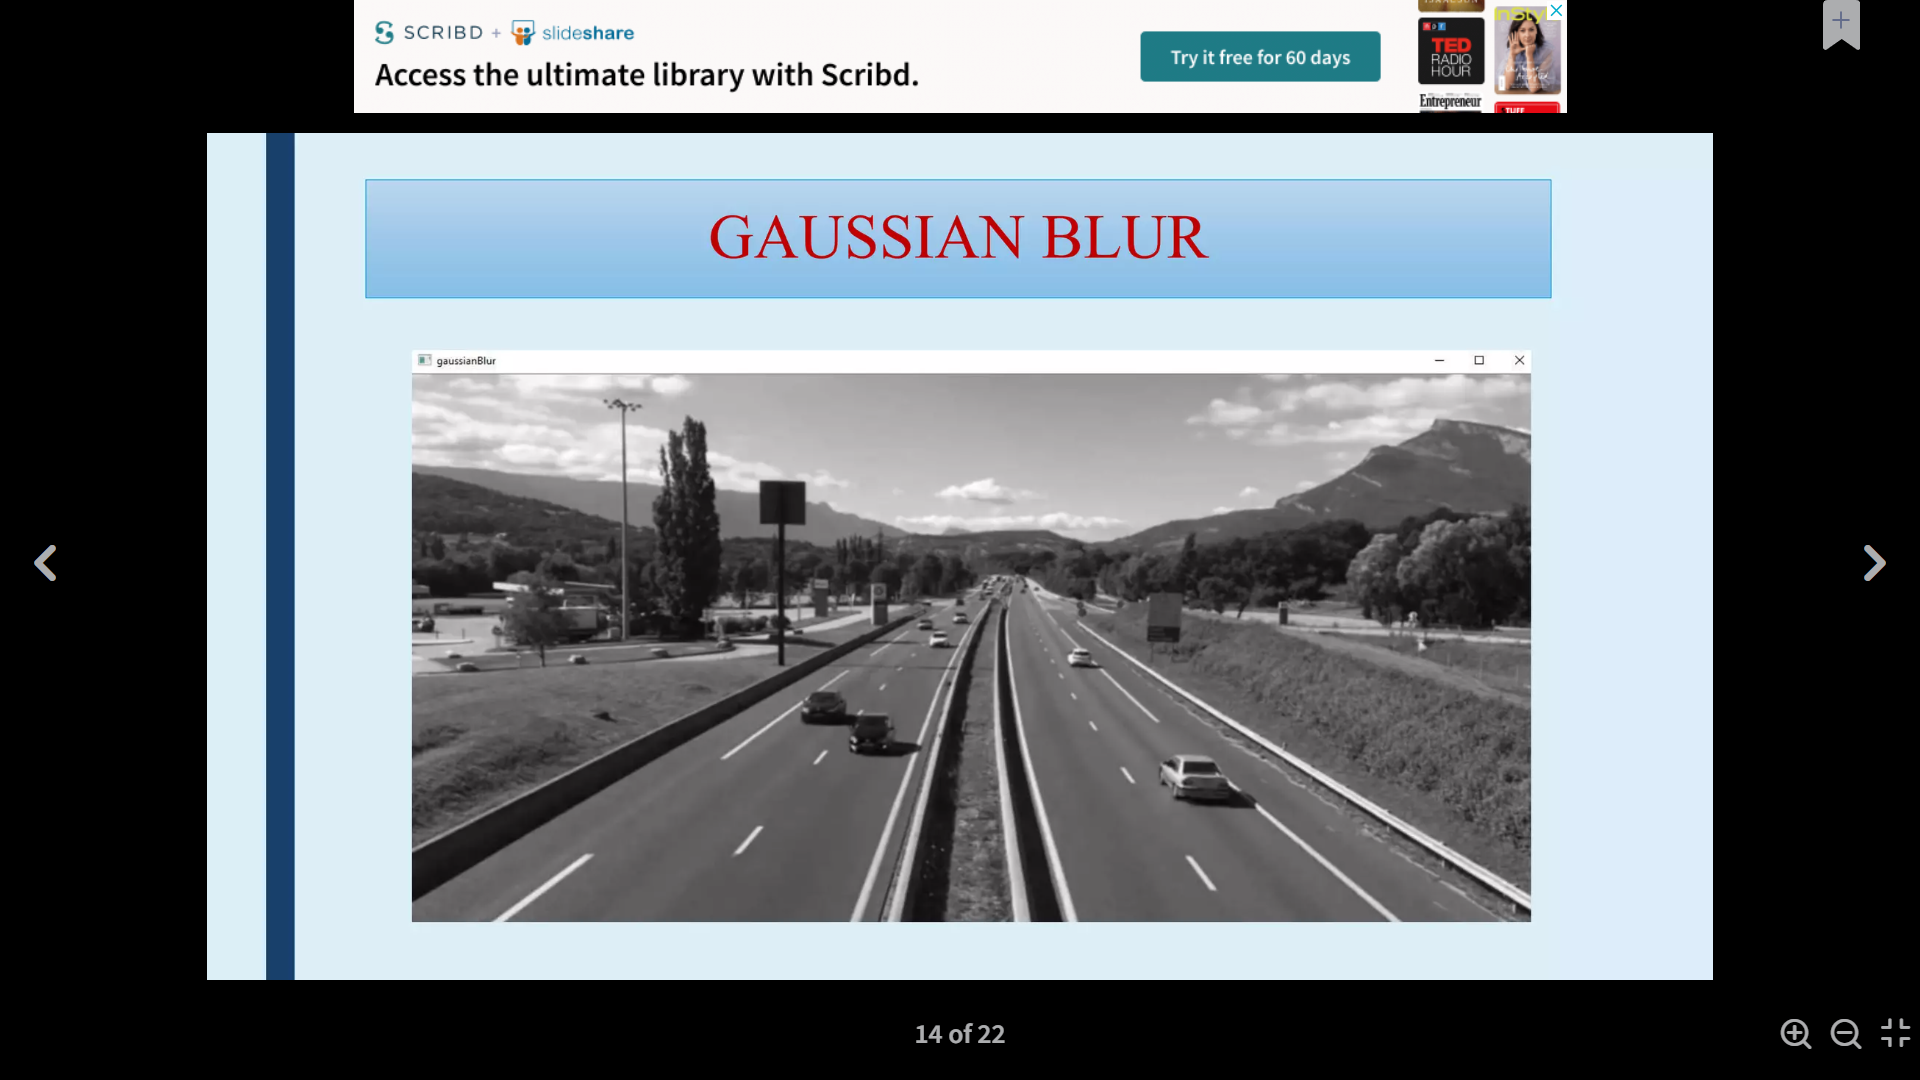 SCRIBD + slideshare
Access the ultimate library with Scribd.
Try it free for 60 days
TED
RADIO
HOUR
InStyl
Entrepreneur
GAUSSIAN BLUR
gaussianBlur
14 of 22